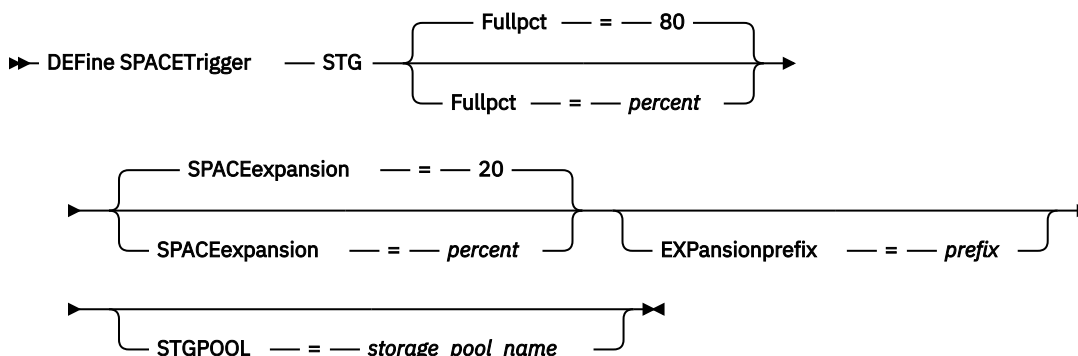 Fullpct = 80
DEFine SPACETrigger STG
Fullpct = percent
SPACEexpansion = 20
SPACEexpansion = percent
EXPansionprefix = prefix
STGPOOL = storage_pool_name